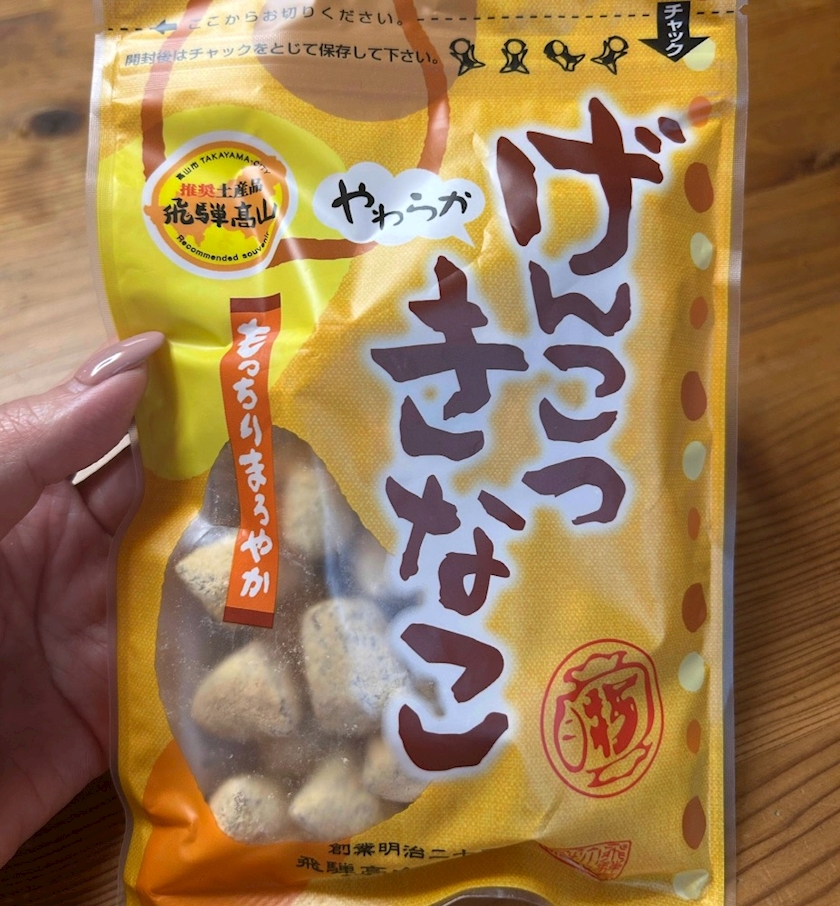 ここからお切りください。
開封後はチャックをとじて保存して下さい。
チャック
高山市 TAKAYAMA-CITY
推奨土産品
飛騨高山
Recommended souvenir
やわらか
げんこつ
きなこ
もっちりまろやか
創業明治二十
飛騨高